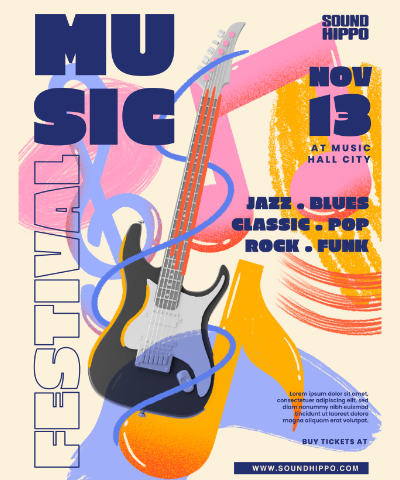 MU
SIC
FESTIVAL
SOUND
HIPPO
NOV
13
AT MUSIC
HALL CITY
JAZZ . BLUES
CLASSIC . POP
ROCK . FUNK
Lorem ipsum dolor sit amet,
consectetuer adipiscing elit, sed
diam nonummy nibh euismod
tincidunt ut laoreet dolore
magna aliquam erat volutpat.
BUY TICKETS AT
WWW.SOUNDHIPPO.COM